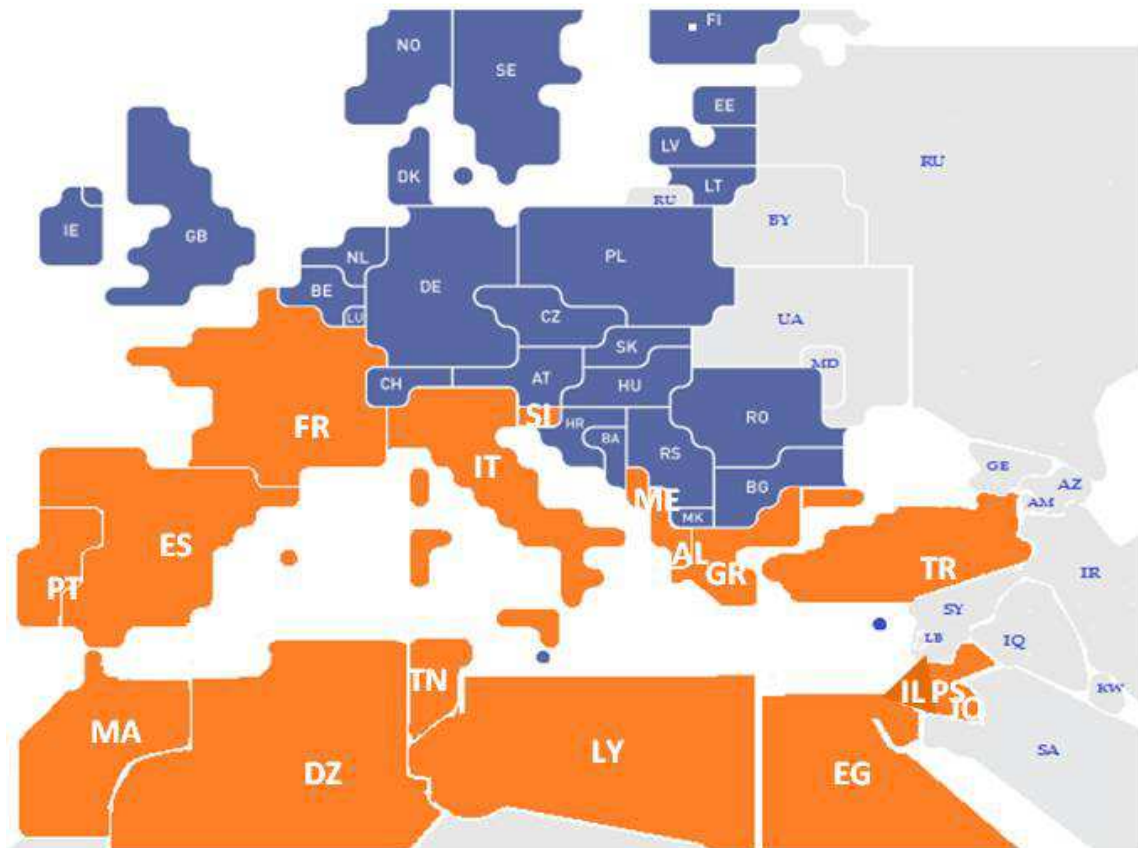 NO
FI
SE
EE
LV
DK
LT
RU
RU
BY
IE
GB
NL
PL
BE
DE
LU
CZ
UA
SK
MD
CH
AT
HU
SI
HR
RO
FR
BA
IT
RS
ME
BG
GE
AZ
MK
AM
ES
AL
GR
PT
TR
IR
SY
LB
IQ
TN
IL
PS
KW
JO
MA
DZ
LY
EG
SA